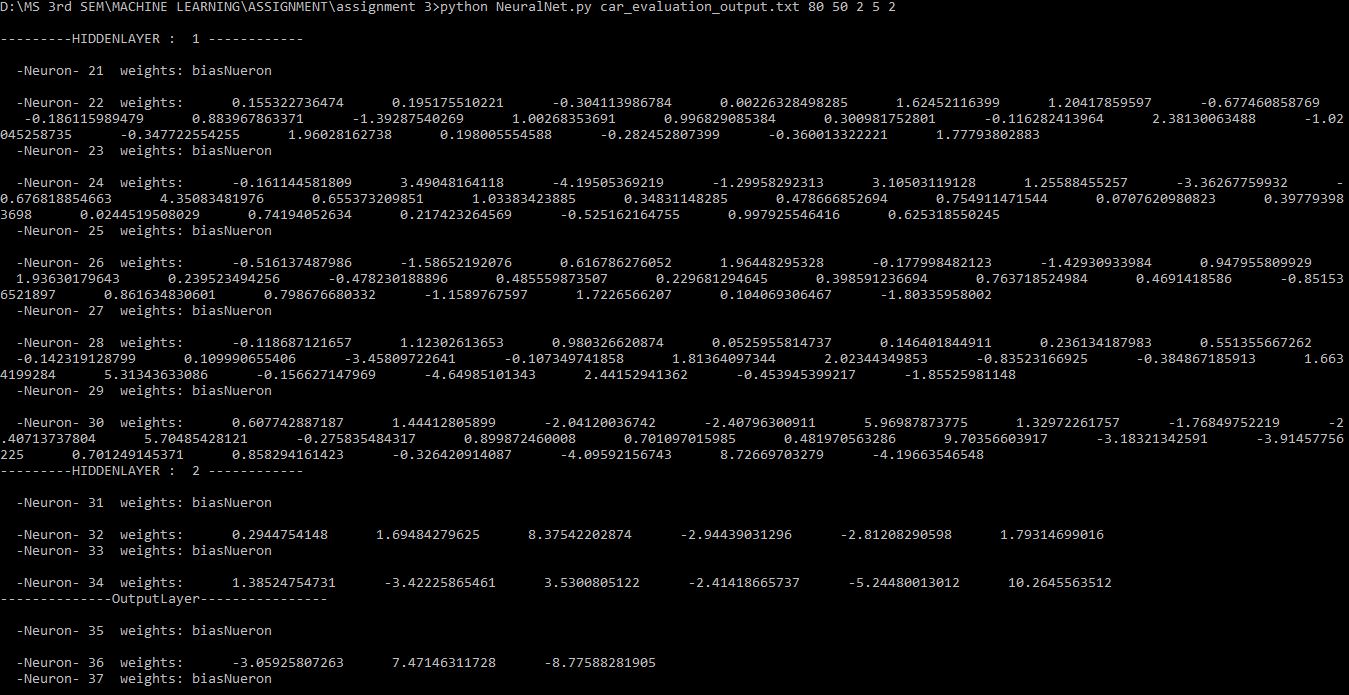 D:\MS 3rd SEM\MACHINE LEARNING\ASSIGNMENT\assignment 3>python NeuralNet.py car_evaluation_output.txt 80 50 2 5 2
---------HIDDENLAYER :  1 ------------
-Neuron- 21  weights: biasNueron
-Neuron- 22  weights:      0.155322736474      0.195175510221      -0.304113986784      0.00226328498285      1.62452116399      1.20417859597      -0.677460858769
-0.186115989479      0.883967863371      -1.39287540269      1.00268353691      0.996829085384      0.300981752801      -0.116282413964      2.38130063488      -1.02
045258735      -0.347722554255      1.96028162738      0.198005554588      -0.282452807399      -0.360013322221      1.77793802883
-Neuron- 23  weights: biasNueron
-Neuron- 24  weights:      -0.161144581809      3.49048164118      -4.19505369219      -1.29958292313      3.10503119128      1.25588455257      -3.36267759932      -
0.676818854663      4.35083481976      0.655373209851      1.03383423885      0.34831148285      0.478666852694      0.754911471544      0.0707620980823      0.39779398
3698      0.0244519508029      0.74194052634      0.217423264569      -0.525162164755      0.997925546416      0.625318550245
-Neuron- 25  weights: biasNueron
-Neuron- 26  weights:      -0.516137487986      -1.58652192076      0.616786276052      1.96448295328      -0.177998482123      -1.42930933984      0.947955809929
1.93630179643      0.239523494256      -0.478230188896      0.485559873507      0.229681294645      0.398591236694      0.763718524984      0.4691418586      -0.85153
6521897      0.861634830601      0.798676680332      -1.1589767597      1.7226566207      0.104069306467      -1.80335958002
-Neuron- 27  weights: biasNueron
-Neuron- 28  weights:      -0.118687121657      1.12302613653      0.980326620874      0.0525955814737      0.146401844911      0.236134187983      0.551355667262
-0.142319128799      0.109990655406      -3.45809722641      -0.107349741858      1.81364097344      2.02344349853      -0.83523166925      -0.384867185913      1.663
4199284      5.31343633086      -0.156627147969      -4.64985101343      2.44152941362      -0.453945399217      -1.85525981148
-Neuron- 29  weights: biasNueron
-Neuron- 30  weights:      0.607742887187      1.44412805899      -2.04120036742      -2.40796300911      5.96987873775      1.32972261757      -1.76849752219      -2
.40713737804      5.70485428121      -0.275835484317      0.899872460008      0.701097015985      0.481970563286      9.70356603917      -3.18321342591      -3.91457756
225      0.701249145371      0.858294161423      -0.326420914087      -4.09592156743      8.72669703279      -4.19663546548
---------HIDDENLAYER :  2 ------------
-Neuron- 31  weights: biasNueron
-Neuron- 32  weights:      0.2944754148      1.69484279625      8.37542202874      -2.94439031296      -2.81208290598      1.79314699016
-Neuron- 33  weights: biasNueron
-Neuron- 34  weights:      1.38524754731      -3.42225865461      3.5300805122      -2.41418665737      -5.24480013012      10.2645563512
--------------OutputLayer----------------
-Neuron- 35  weights: biasNueron
-Neuron- 36  weights:      -3.05925807263      7.47146311728      -8.77588281905
-Neuron- 37  weights: biasNueron